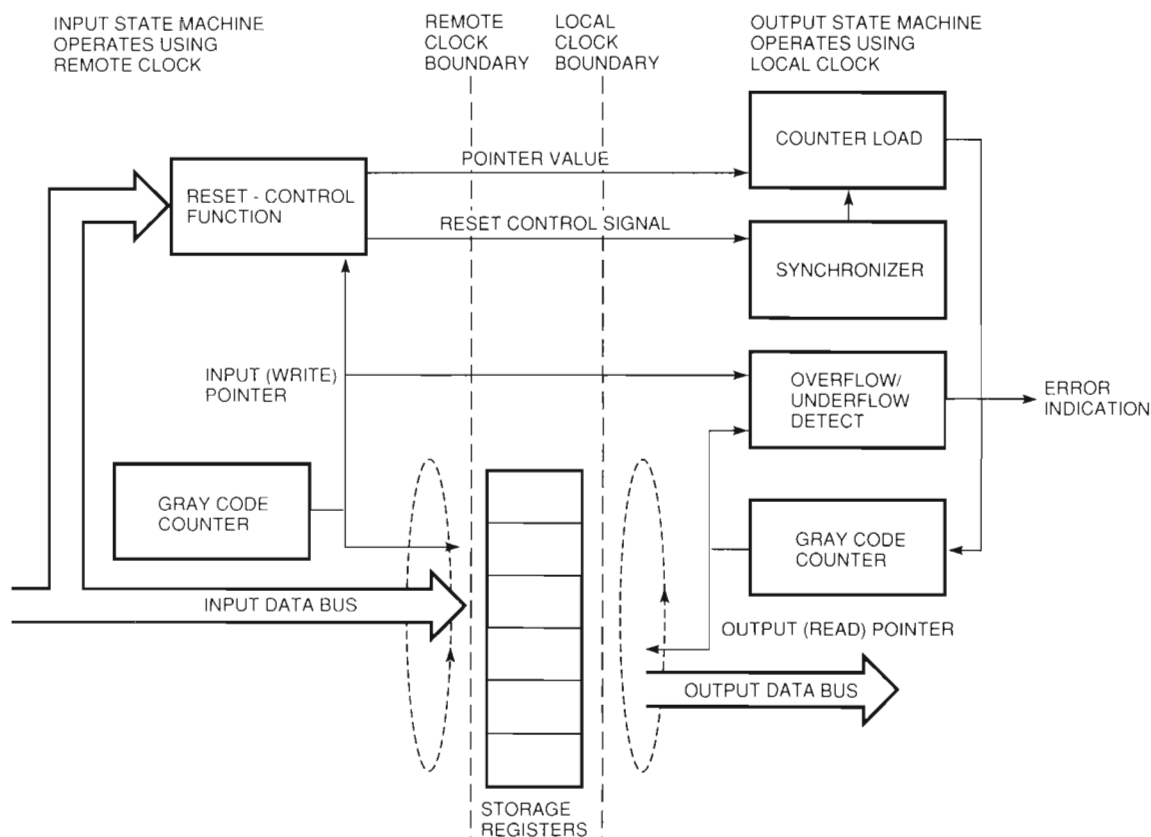 INPUT STATE MACHINE
OPERATES USING
REMOTE CLOCK
REMOTE
CLOCK
BOUNDARY
LOCAL
CLOCK
BOUNDARY
OUTPUT STATE MACHINE
OPERATES USING
LOCAL CLOCK
COUNTER LOAD
POINTER VALUE
RESET - CONTROL
FUNCTION
RESET CONTROL SIGNAL
SYNCHRONIZER
INPUT (WRITE)
POINTER
OVERFLOW/
UNDERFLOW
DETECT
ERROR
INDICATION
GRAY CODE
COUNTER
GRAY CODE
COUNTER
INPUT DATA BUS
OUTPUT (READ) POINTER
OUTPUT DATA BUS
STORAGE
REGISTERS